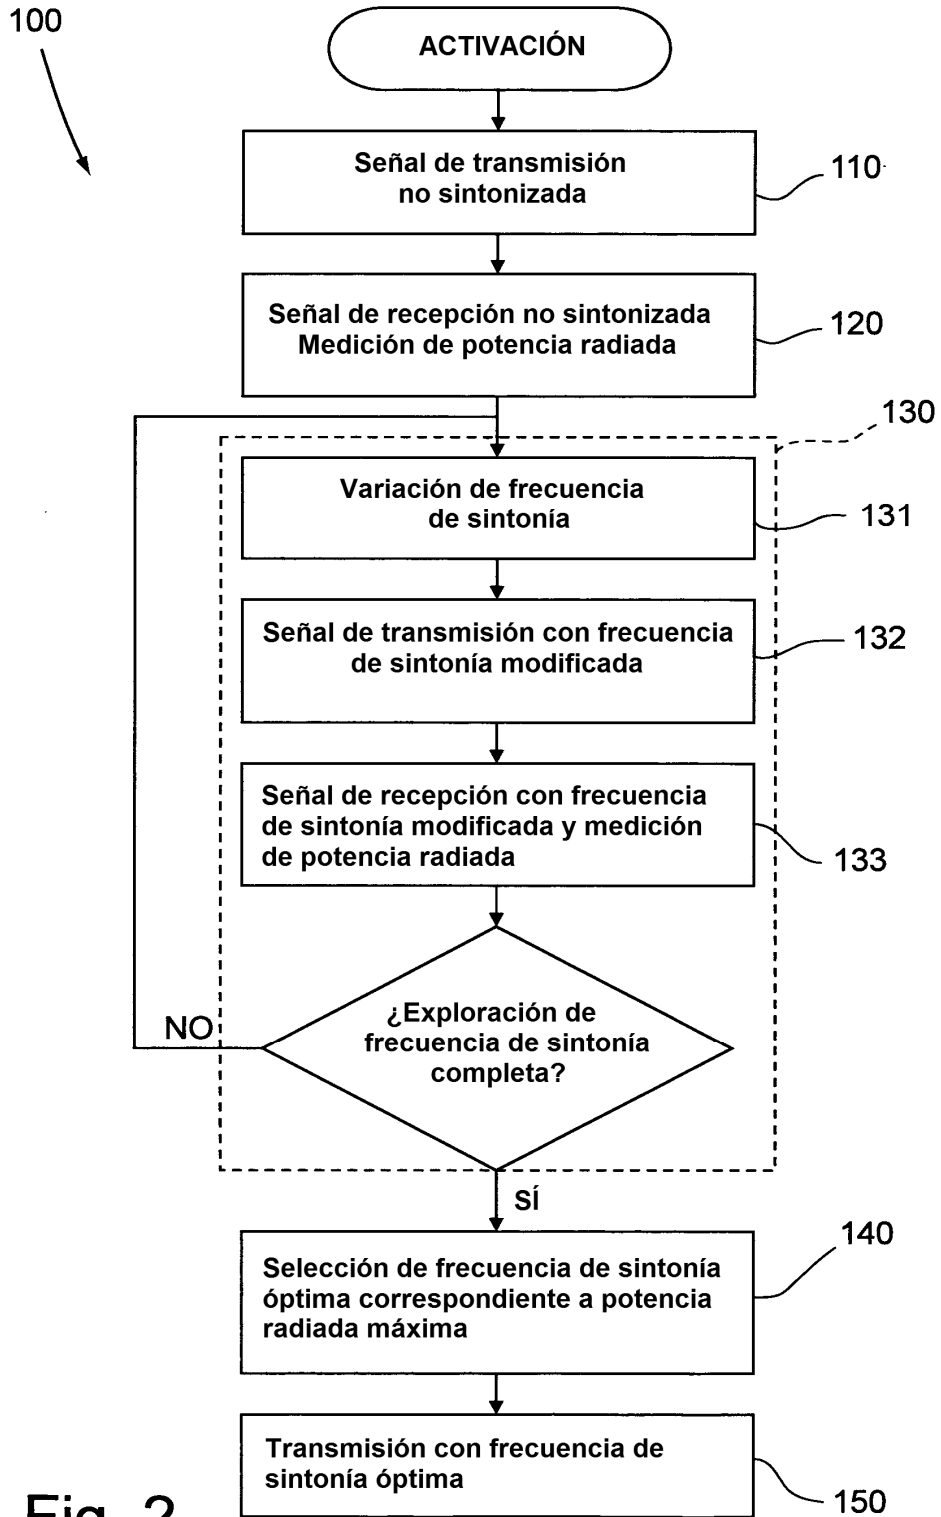 100
ACTIVACIÓN
Señal de transmisión
no sintonizada
110
Señal de recepción no sintonizada
Medición de potencia radiada
120
130
Variación de frecuencia
de sintonía
131
Señal de transmisión con frecuencia
de sintonía modificada
132
Señal de recepción con frecuencia
de sintonía modificada y medición
de potencia radiada
133
¿Exploración de
frecuencia de sintonía
completa?
NO
SÍ
140
Selección de frecuencia de sintonía
óptima correspondiente a potencia
radiada máxima
Transmisión con frecuencia de
sintonía óptima
150
Fig. 2